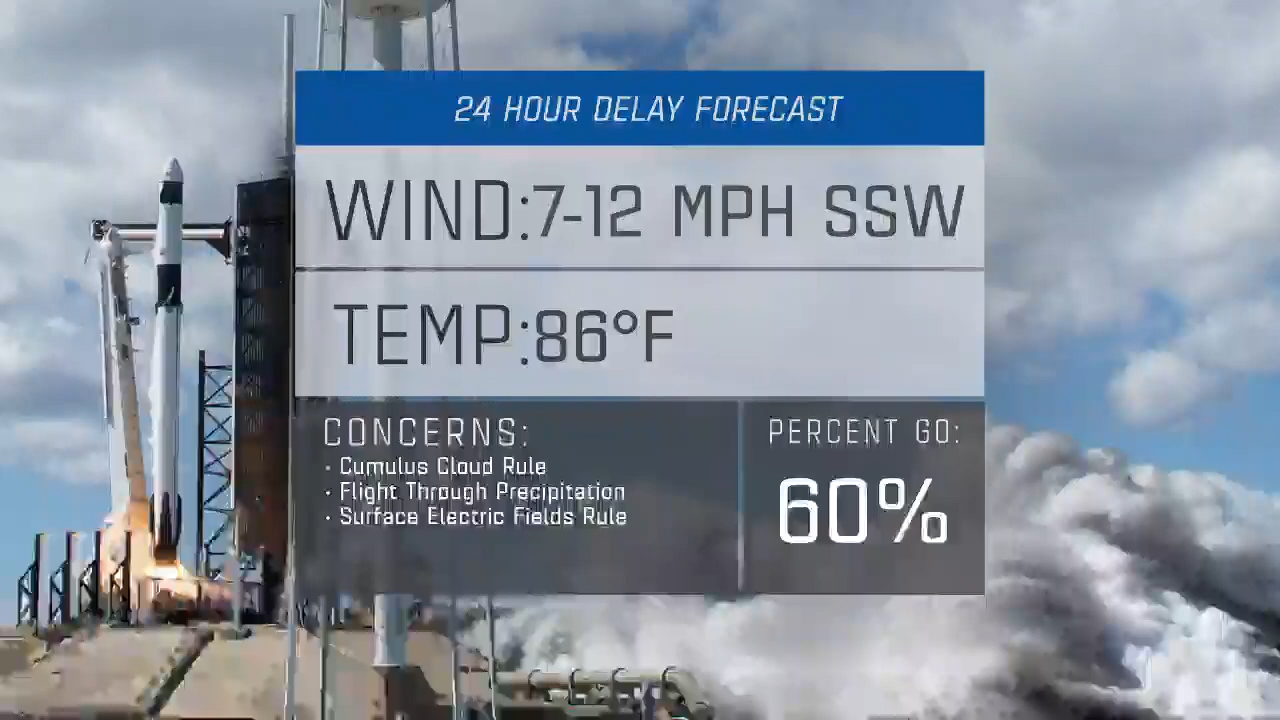 24 HOUR DELAY FORECAST
WIND:7-12 MPH SSW
TEMP:86°F
CONCERNS:
· Cumulus Cloud Rule
· Flight Through Precipitation
· Surface Electric Fields Rule
PERCENT GO:
60%